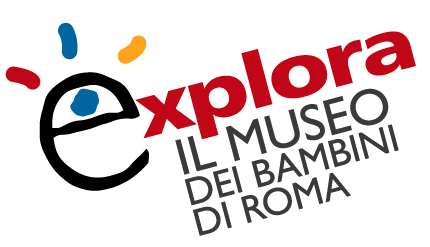 explora
IL MUSEO
DEI BAMBINI
DI ROMA